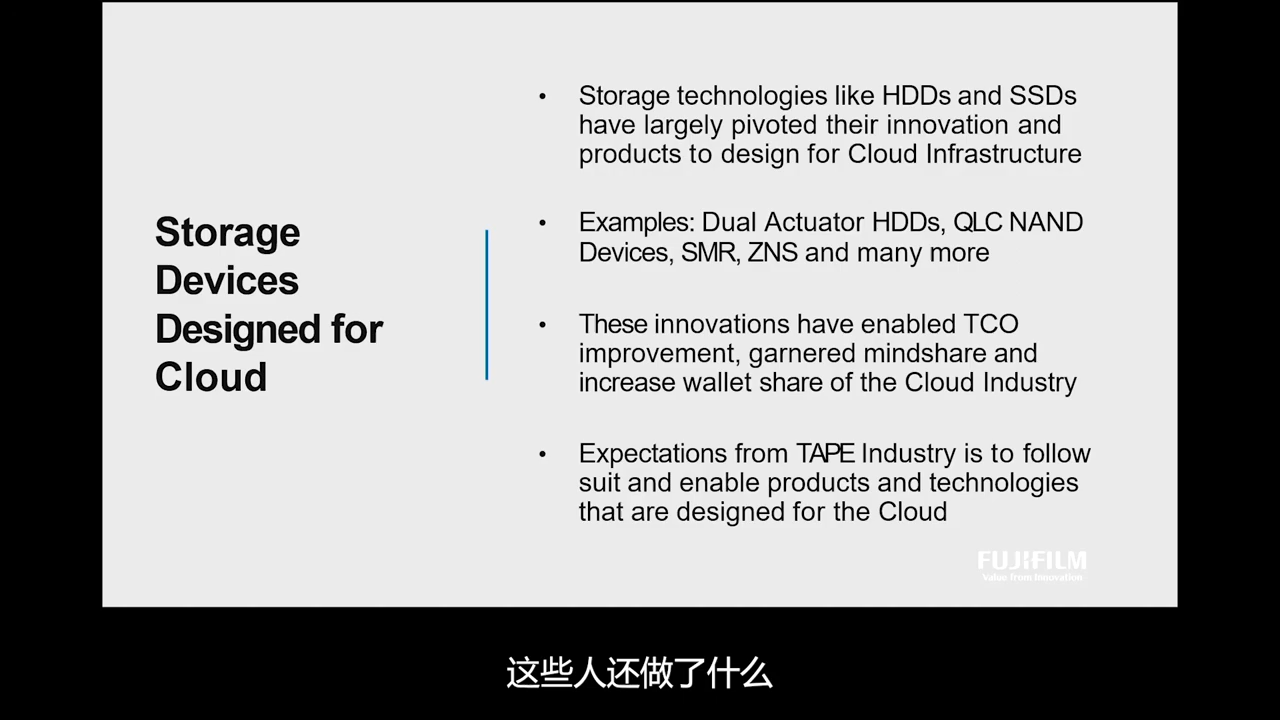 Storage
Devices
Designed for
Cloud
• Storage technologies like HDDs and SSDs
have largely pivoted their innovation and
products to design for Cloud Infrastructure
• Examples: Dual Actuator HDDs, QLC NAND
Devices, SMR, ZNS and many more
• These innovations have enabled TCO
improvement, garnered mindshare and
increase wallet share of the Cloud Industry
• Expectations from TAPE Industry is to follow
suit and enable products and technologies
that are designed for the Cloud
FUJIFILM
Value from Innovation
这些人还做了什么